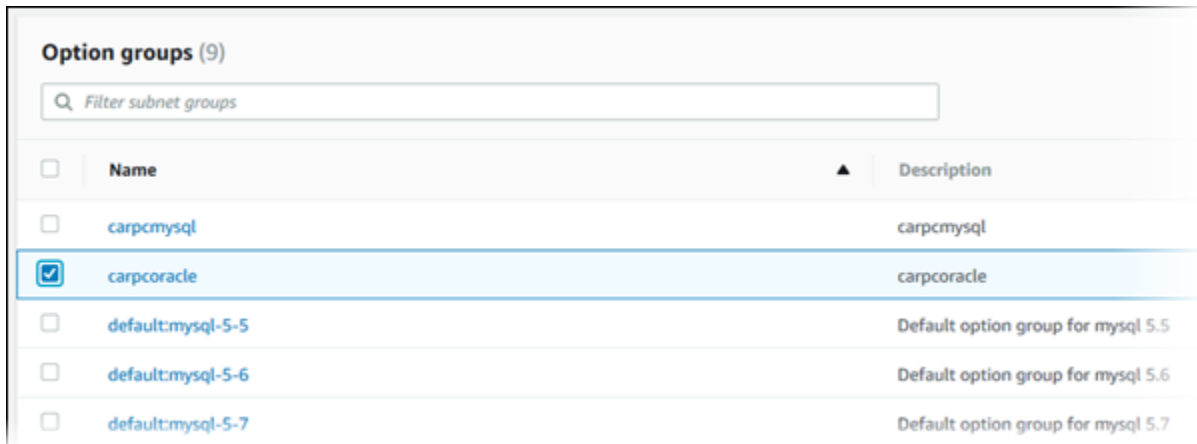 Option groups (9)
Filter subnet groups
Name Description
carpcmysql carpcmysql
carpcoracle carpcoracle
default:mysql-5-5 Default option group for mysql 5.5
default:mysql-5-6 Default option group for mysql 5.6
default:mysql-5-7 Default option group for mysql 5.7